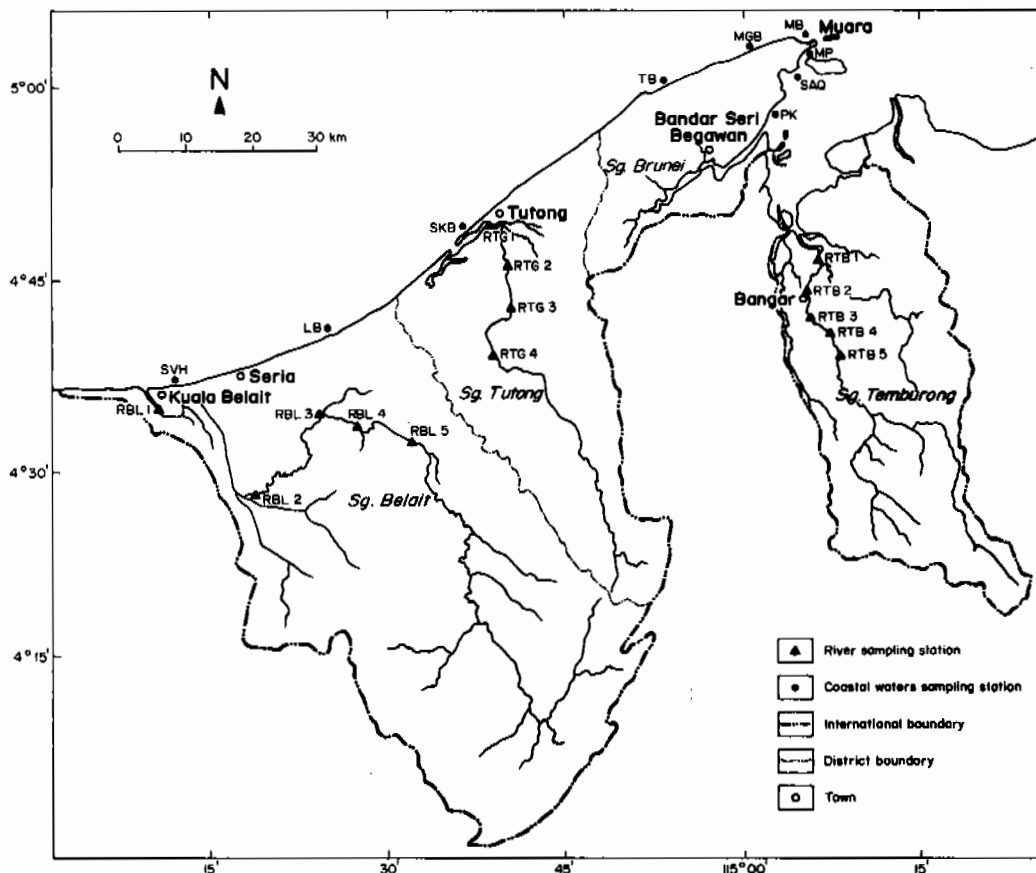 MB
Muara
MGB
MP
5° 00'
TB
SAQ
N
PK
0 10 20 30 km
Bandar Seri
Begawan
Sg. Brunei
Tutong
SKB
RTG 1
RTG 2
RTB 1
4° 45'
RTB 2
Bangar
RTG 3
RTB 3
LB
RTB 4
RTG 4
RTB 5
SVH
Seria
Sg. Tutong
Sg. Temburong
Kuala Belait
RBL 1
RBL 3
RBL 4
RBL 5
4° 30'
RBL 2
Sg. Belait
4° 15'
River sampling station
Coastal waters sampling station
International boundary
District boundary
Town
15'
30'
45'
115° 00'
15'